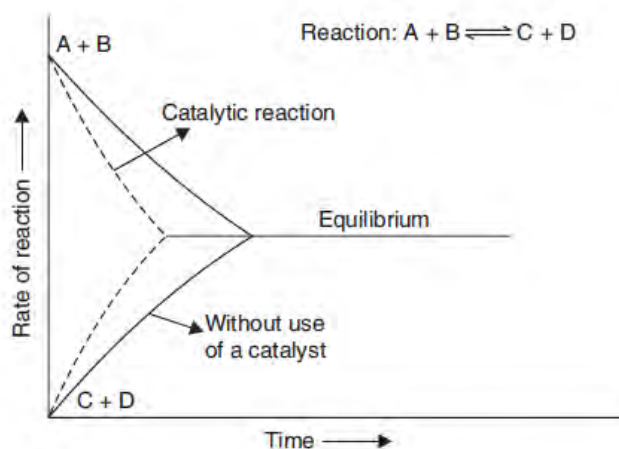 A + B
Reaction: A + B ⇌ C + D
Catalytic reaction
Rate of reaction
Equilibrium
Without use
of a catalyst
C + D
Time